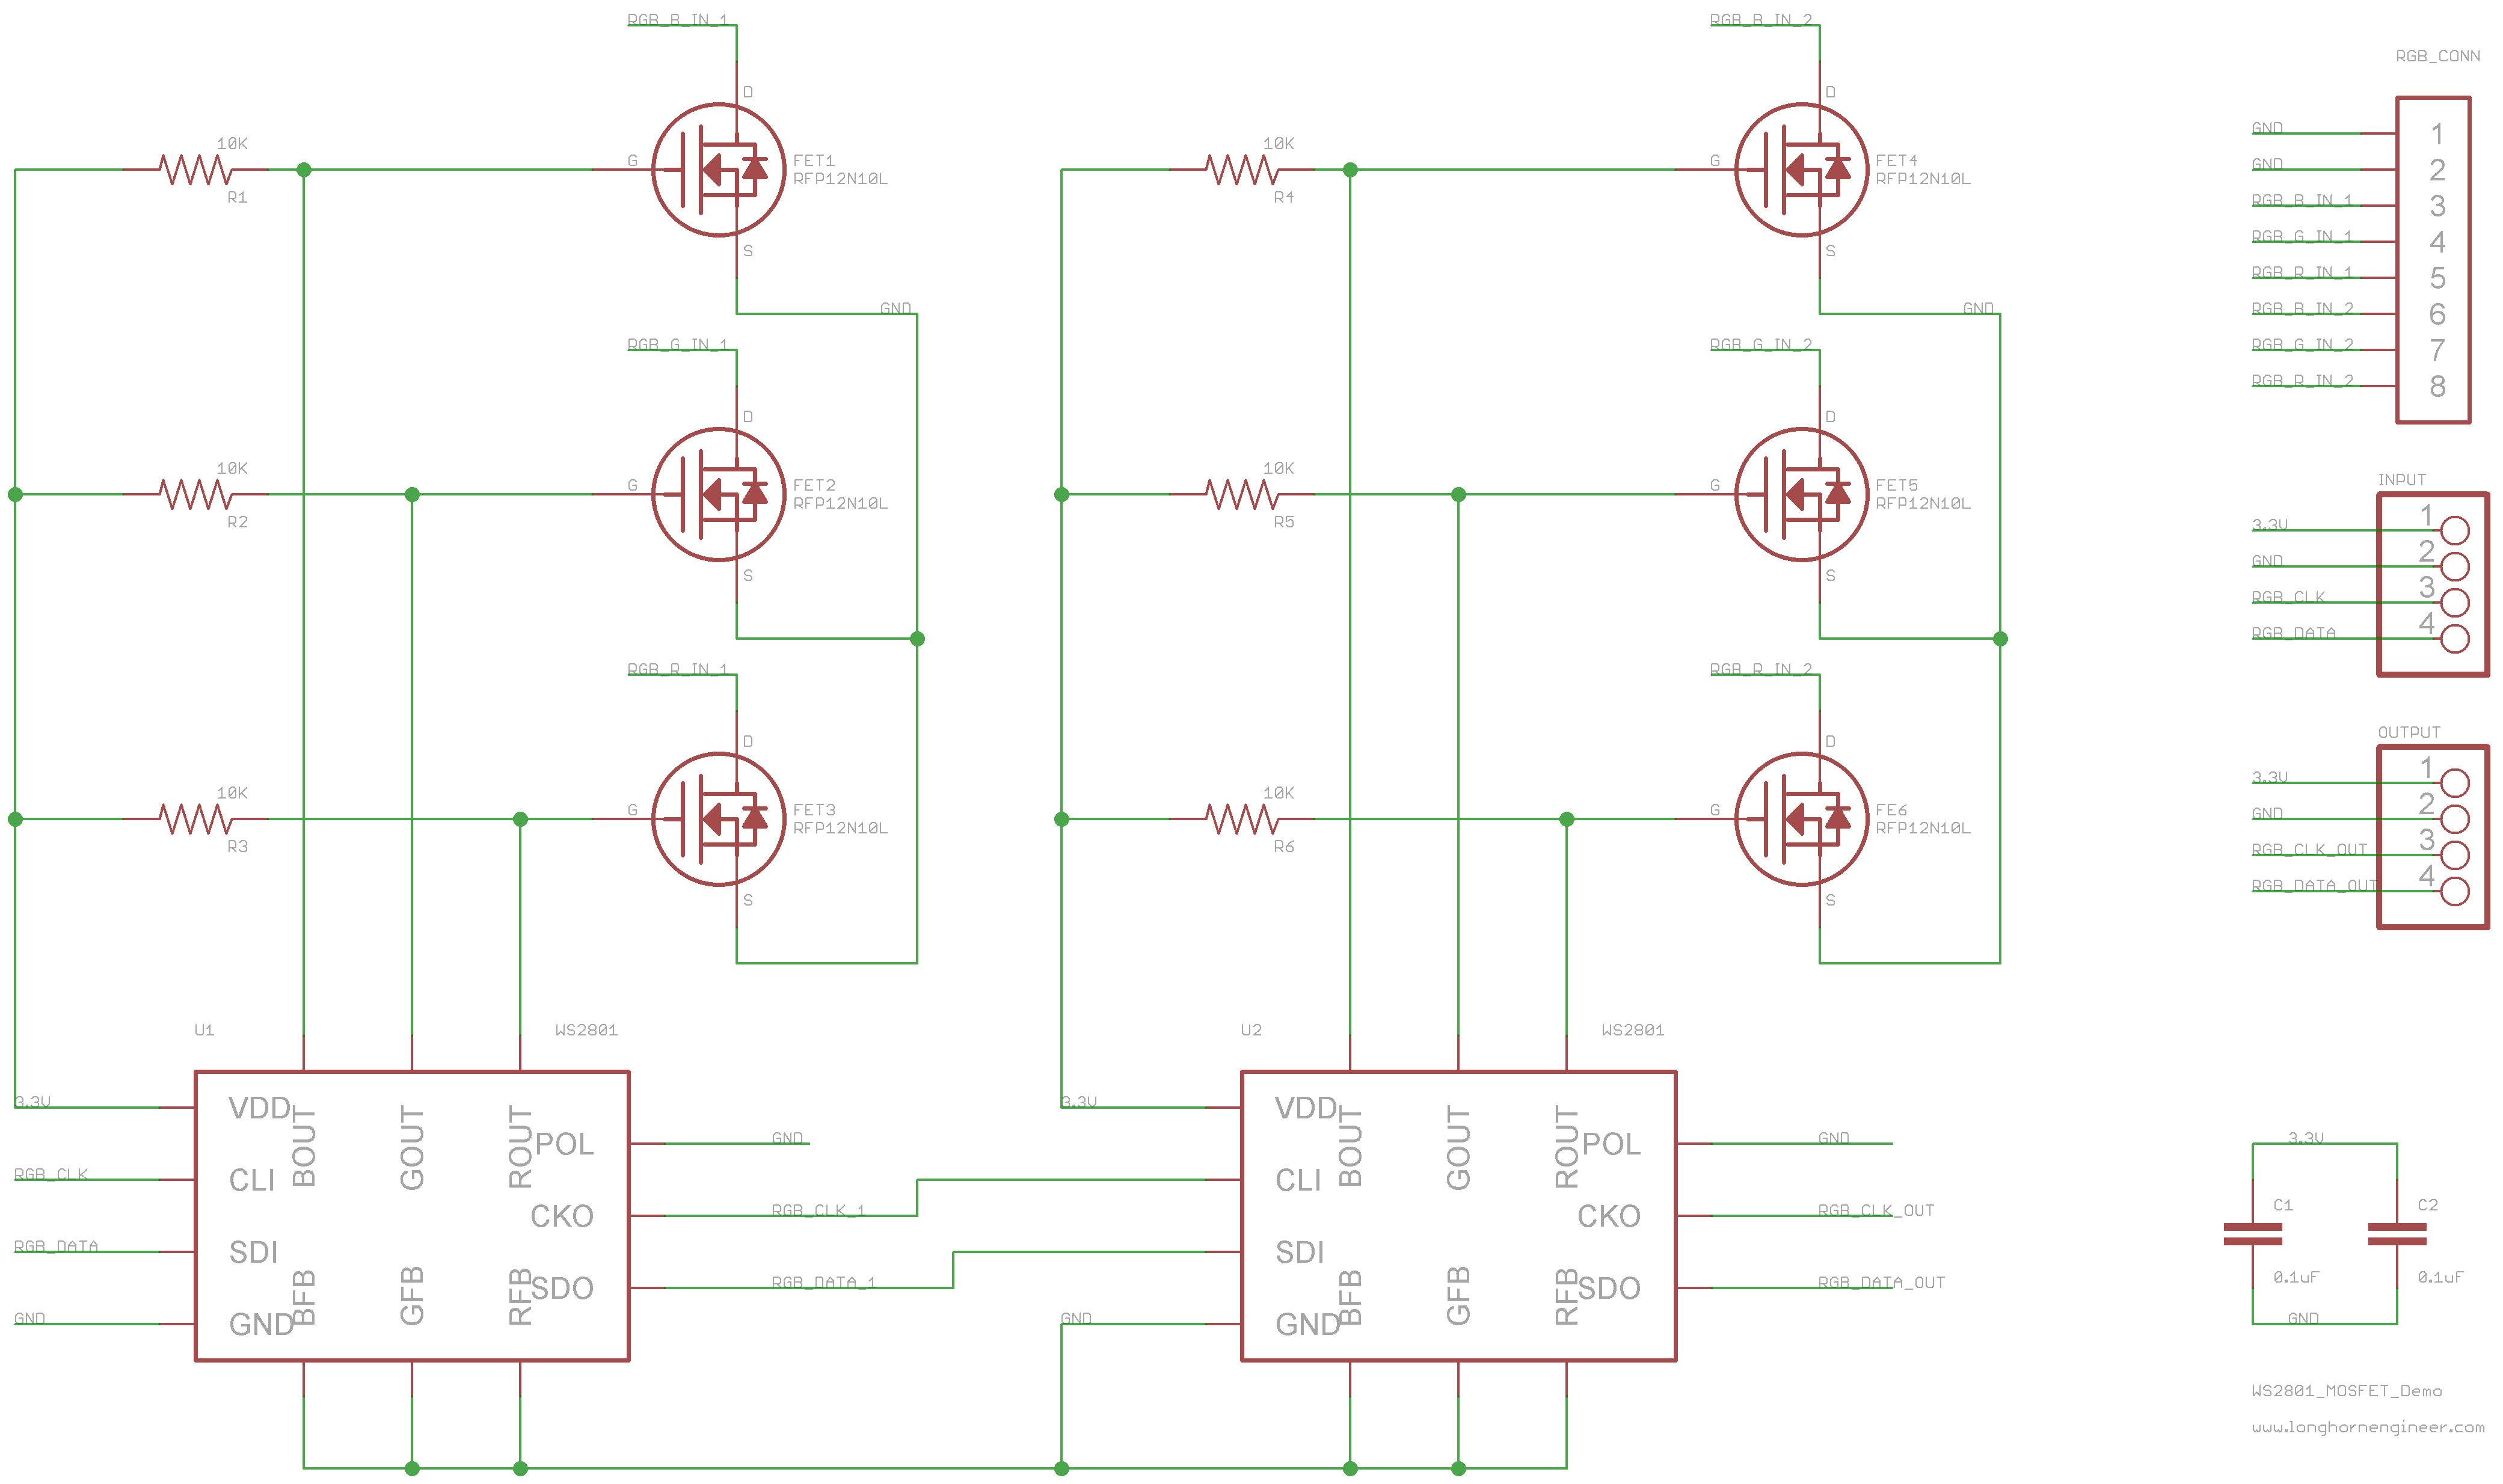 RGB_B_IN_1
D
10K
G
FET1
RFP12N10L
R1
S
GND
RGB_G_IN_1
D
10K
G
FET2
RFP12N10L
R2
S
RGB_R_IN_1
D
10K
G
FET3
RFP12N10L
R3
S
U1
WS2801
3.3V
VDD
BOUT
GOUT
ROUT
POL
GND
RGB_CLK
CLI
CKO
RGB_CLK_1
RGB_DATA
SDI
SDO
RGB_DATA_1
GND
GND
BFB
GFB
RFB
RGB_B_IN_2
D
10K
G
FET4
RFP12N10L
R4
S
GND
RGB_G_IN_2
D
10K
G
FET5
RFP12N10L
R5
S
RGB_R_IN_2
D
10K
G
FE6
RFP12N10L
R6
S
U2
WS2801
3.3V
VDD
BOUT
GOUT
ROUT
POL
GND
CLI
CKO
RGB_CLK_OUT
SDI
SDO
RGB_DATA_OUT
GND
GND
BFB
GFB
RFB
RGB_CONN
GND 1
GND 2
RGB_B_IN_1 3
RGB_G_IN_1 4
RGB_R_IN_1 5
RGB_B_IN_2 6
RGB_G_IN_2 7
RGB_R_IN_2 8
INPUT
3.3V 1
GND 2
RGB_CLK 3
RGB_DATA 4
OUTPUT
3.3V 1
GND 2
RGB_CLK_OUT 3
RGB_DATA_OUT 4
3.3V
C1
C2
0.1uF
0.1uF
GND
WS2801_MOSFET_Demo
www.longhornengineer.com